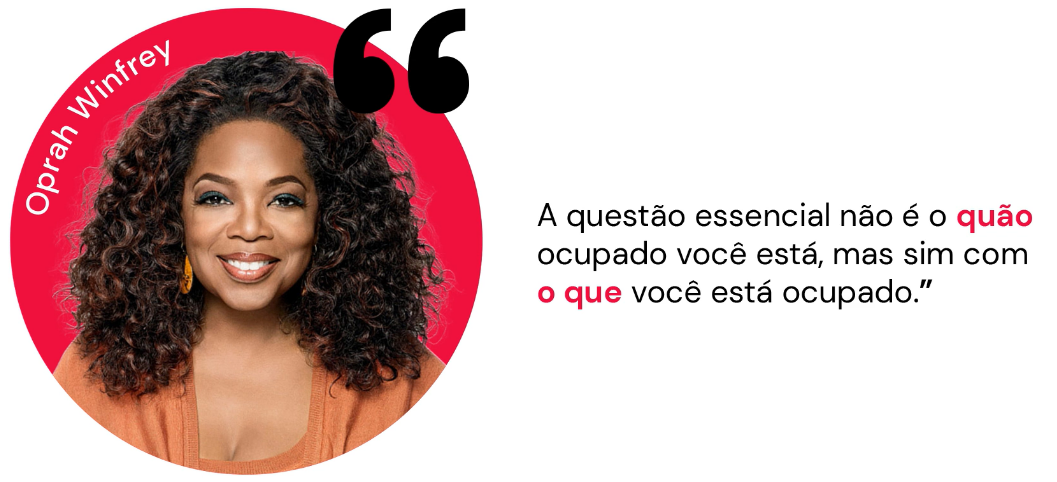 Oprah Winfrey
“
A questão essencial não é o quão
ocupado você está, mas sim com
o que você está ocupado.”